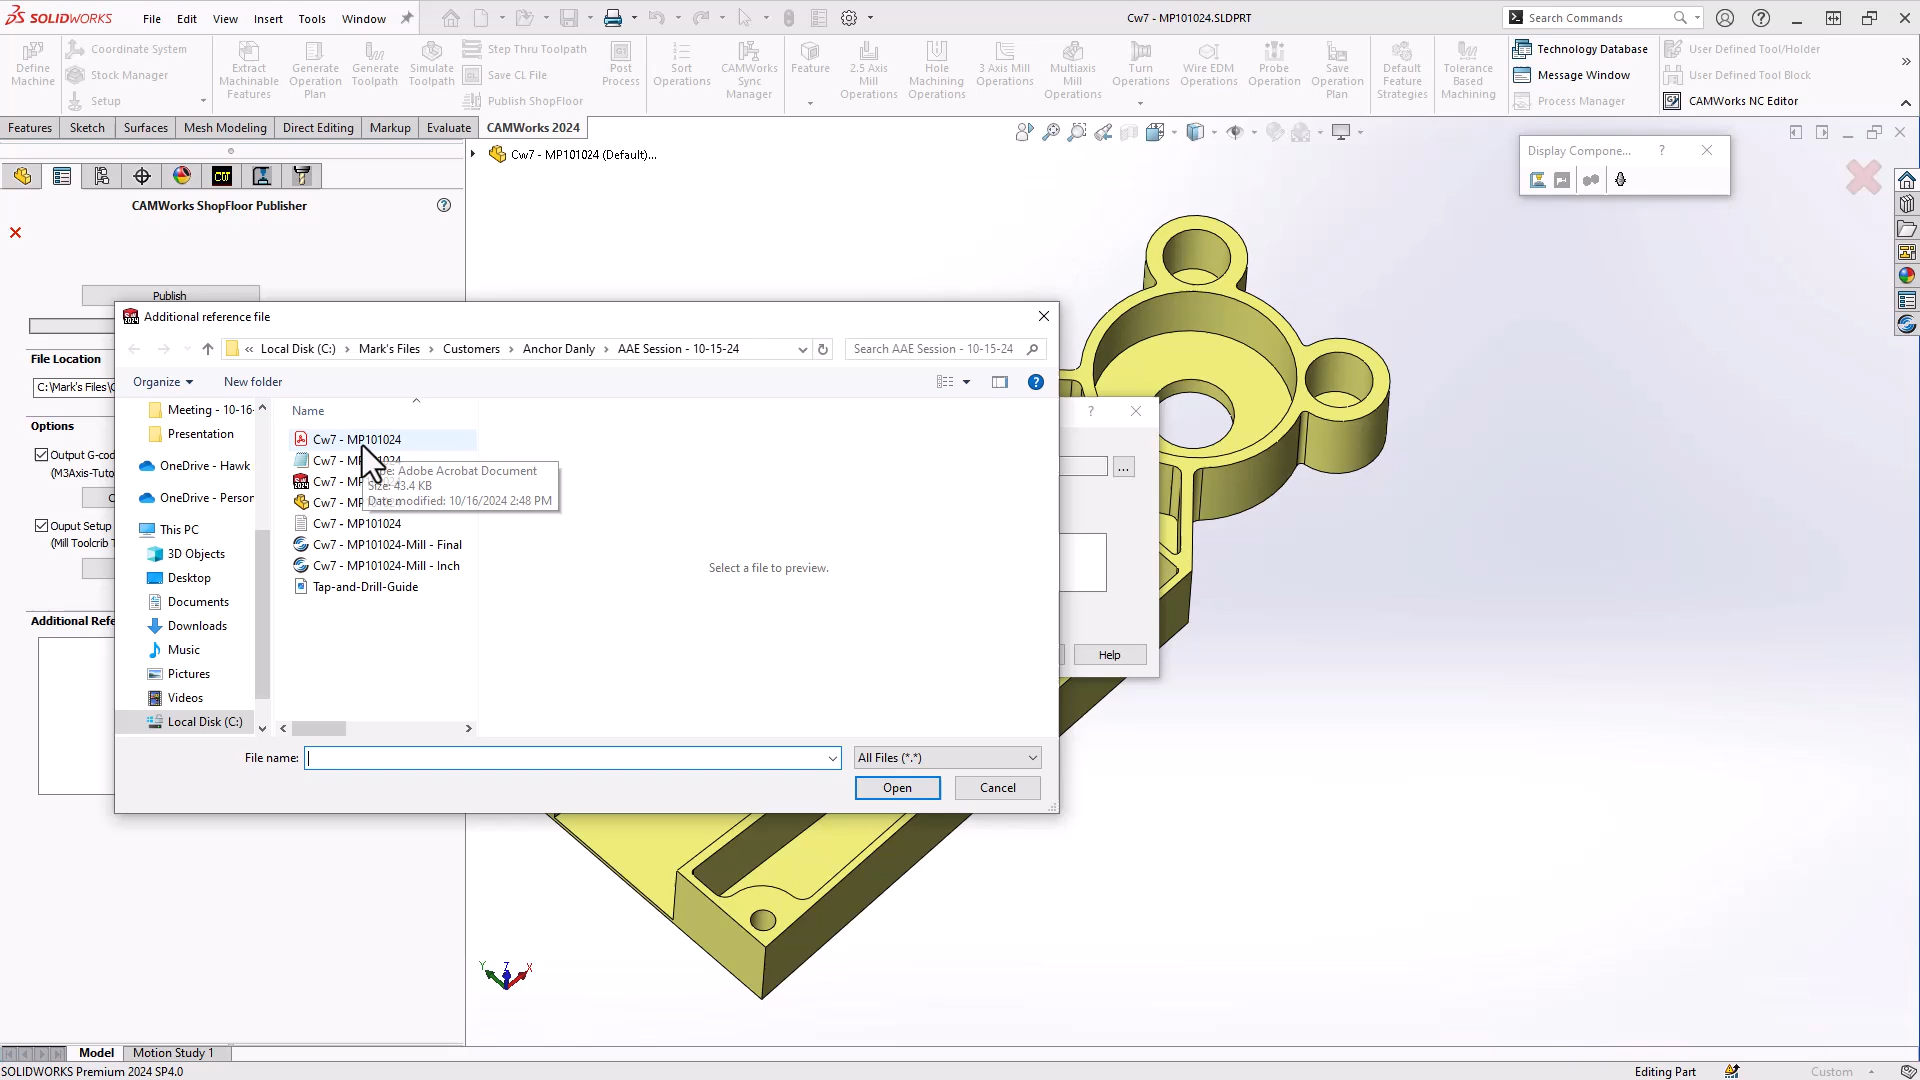 SOLIDWORKS File Edit View Insert Tools Window
Cw7 - MP101024.SLDPRT
Search Commands
Define Machine
Coordinate System
Stock Manager
Setup
Extract Machinable Features
Generate Operation Plan
Generate Toolpath
Simulate Toolpath
Step Thru Toolpath
Save CL File
Publish ShopFloor
Post Process
Sort Operations
CAMWorks Sync Manager
Feature
2.5 Axis Mill Operations
Hole Machining Operations
3 Axis Mill Operations
Multiaxis Mill Operations
Turn Operations
Wire EDM Operations
Probe Operation
Save Operation Plan
Default Feature Strategies
Tolerance Based Machining
Technology Database
Message Window
Process Manager
User Defined Tool/Holder
User Defined Tool Block
CAMWorks NC Editor
Features Sketch Surfaces Mesh Modeling Direct Editing Markup Evaluate CAMWorks 2024
Cw7 - MP101024 (Default)...
Display Compone... ?
CAMWorks ShopFloor Publisher
Publish
File Location
C:\Mark's Files\C
Options
Output G-cod
(M3Axis-Tuto
Ouput Setup
(Mill Toolcrib T
Additional Refe
Additional reference file
« Local Disk (C:) › Mark's Files › Customers › Anchor Danly › AAE Session - 10-15-24
Search AAE Session - 10-15-24
Organize New folder
Meeting - 10-16-
Presentation
OneDrive - Hawk
OneDrive - Person
This PC
3D Objects
Desktop
Documents
Downloads
Music
Pictures
Videos
Local Disk (C:)
Name
Cw7 - MP101024
Cw7 - MP101024
Cw7 - MP
Cw7 - MP
Cw7 - MP101024
Cw7 - MP101024-Mill - Final
Cw7 - MP101024-Mill - Inch
Tap-and-Drill-Guide
Adobe Acrobat Document
Size: 43.4 KB
Date modified: 10/16/2024 2:48 PM
Select a file to preview.
File name:
All Files (*.*)
Open Cancel
?
...
Help
Y Z X
Model Motion Study 1
SOLIDWORKS Premium 2024 SP4.0
Editing Part
Custom